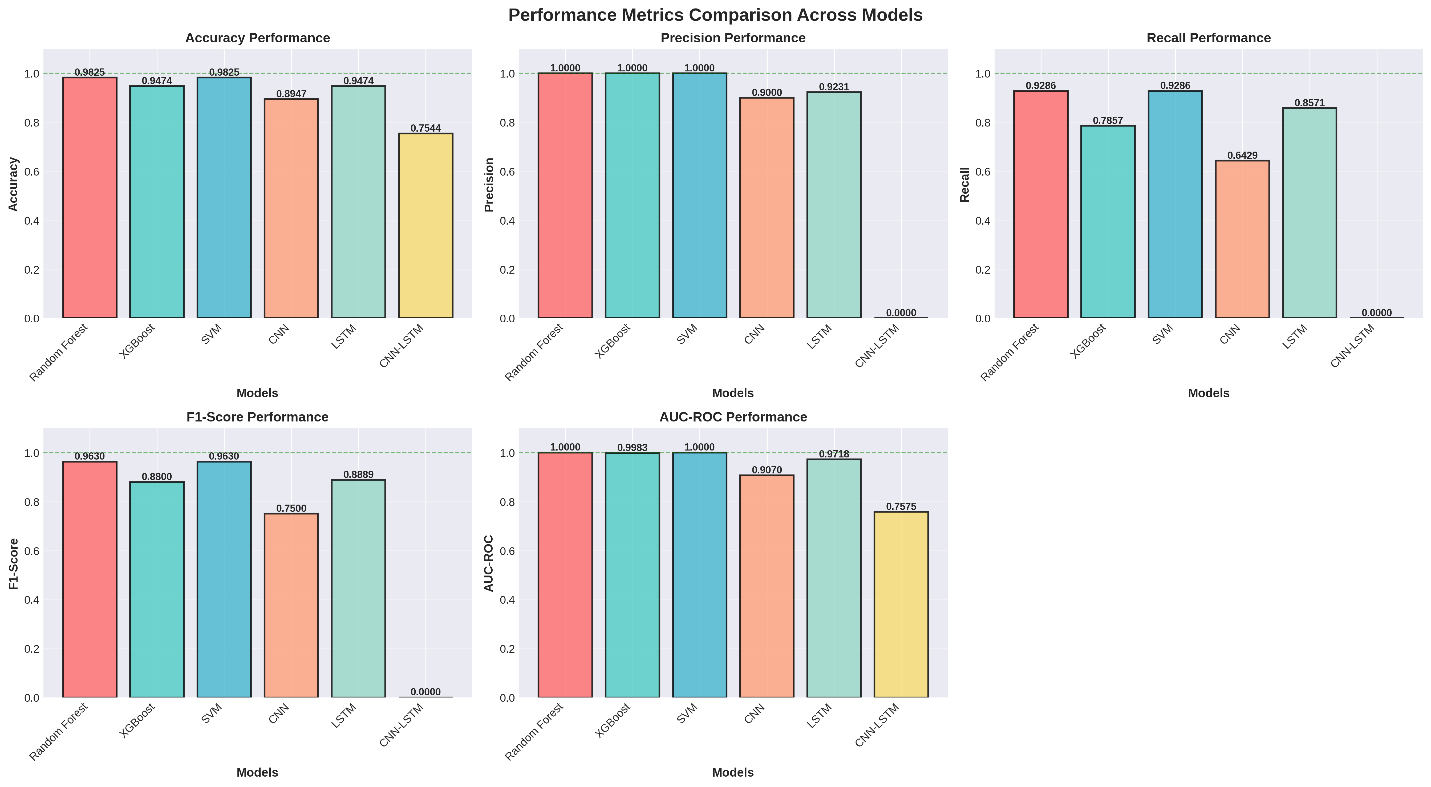 Performance Metrics Comparison Across Models
Accuracy Performance
Accuracy
1.0
0.8
0.6
0.4
0.2
0.0
0.9825
0.9474
0.9825
0.8947
0.9474
0.7544
Random Forest
XGBoost
SVM
CNN
LSTM
CNN-LSTM
Models
Precision Performance
Precision
1.0
0.8
0.6
0.4
0.2
0.0
1.0000
1.0000
1.0000
0.9000
0.9231
0.0000
Random Forest
XGBoost
SVM
CNN
LSTM
CNN-LSTM
Models
Recall Performance
Recall
1.0
0.8
0.6
0.4
0.2
0.0
0.9286
0.7857
0.9286
0.6429
0.8571
0.0000
Random Forest
XGBoost
SVM
CNN
LSTM
CNN-LSTM
Models
F1-Score Performance
F1-Score
1.0
0.8
0.6
0.4
0.2
0.0
0.9630
0.8800
0.9630
0.7500
0.8889
0.0000
Random Forest
XGBoost
SVM
CNN
LSTM
CNN-LSTM
Models
AUC-ROC Performance
AUC-ROC
1.0
0.8
0.6
0.4
0.2
0.0
1.0000
0.9983
1.0000
0.9070
0.9718
0.7575
Random Forest
XGBoost
SVM
CNN
LSTM
CNN-LSTM
Models